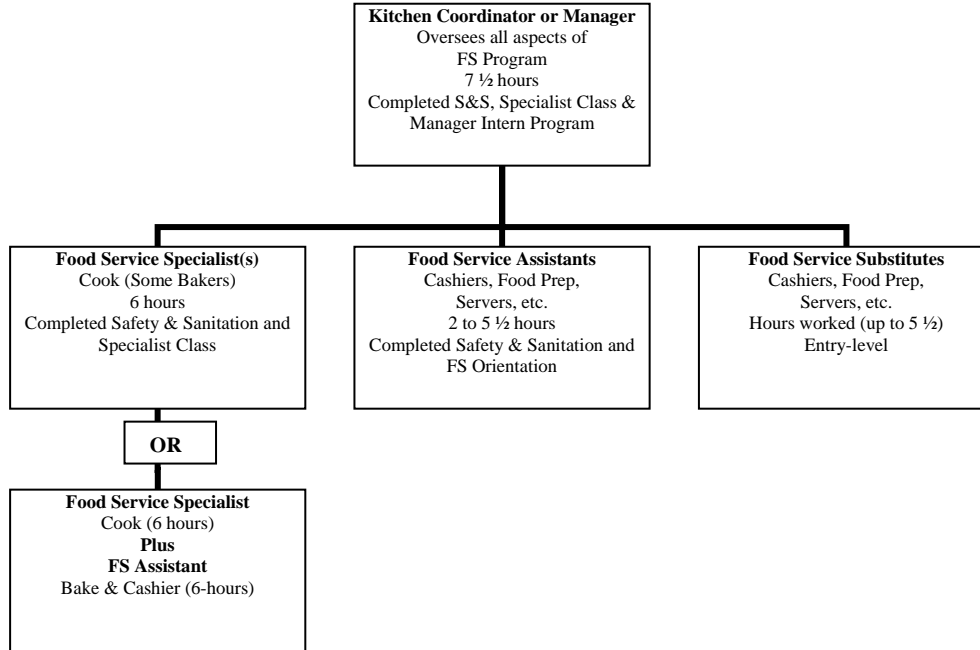 Kitchen Coordinator or Manager
Oversees all aspects of
FS Program
7 ½ hours
Completed S&S, Specialist Class &
Manager Intern Program
Food Service Specialist(s)
Cook (Some Bakers)
6 hours
Completed Safety & Sanitation and
Specialist Class
Food Service Assistants
Cashiers, Food Prep,
Servers, etc.
2 to 5 ½ hours
Completed Safety & Sanitation and
FS Orientation
Food Service Substitutes
Cashiers, Food Prep,
Servers, etc.
Hours worked (up to 5 ½)
Entry-level
OR
Food Service Specialist
Cook (6 hours)
Plus
FS Assistant
Bake & Cashier (6-hours)